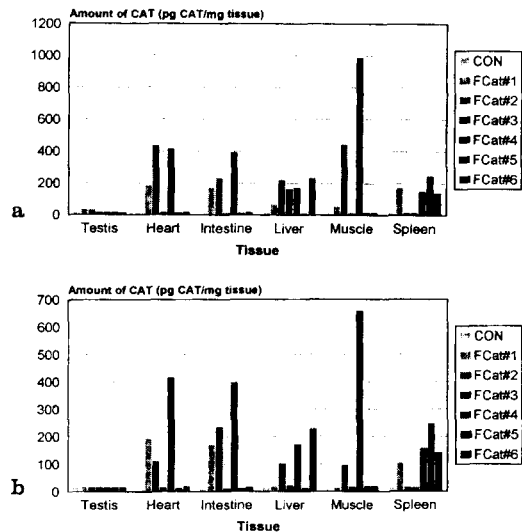 Amount of CAT (pg CAT/mg tissue)
1200
1000
800
600
400
200
0
Testis Heart Intestine Liver Muscle Spleen
Tissue
CON
FCat#1
FCat#2
FCat#3
FCat#4
FCat#5
FCat#6
a
Amount of CAT (pg CAT/mg tissue)
700
600
500
400
300
200
100
0
Testis Heart Intestine Liver Muscle Spleen
Tissue
CON
FCat#1
FCat#2
FCat#3
FCat#4
FCat#5
FCat#6
b